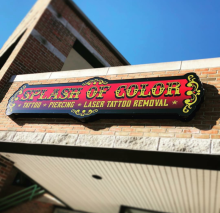 SPLASH OF COLOR
TATTOO ★ PIERCING ★ LASER TATTOO REMOVAL